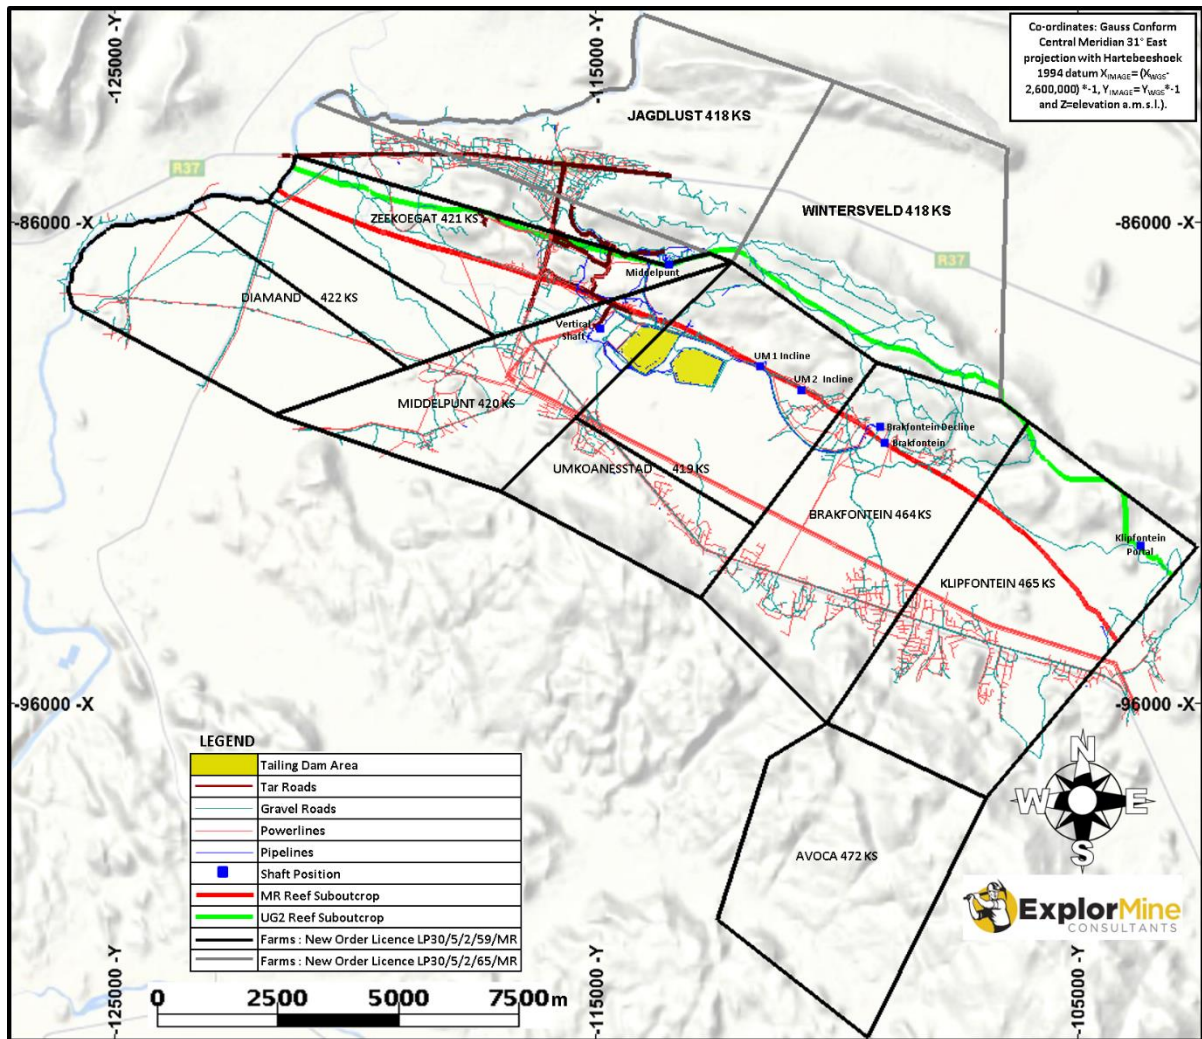 -125000 -Y
-115000 -Y
Co-ordinates: Gauss Conform
Central Meridian 31° East
projection with Hartebeeshoek
1994 datum XIMAGE= (XWGS-
2,600,000) *-1, YIMAGE=YWGS*-1
and Z=elevation a.m.s.l.).
JAGDLUST 418 KS
R37
WINTERSVELD 418 KS
-86000 -X
ZEEKOEGAT 421 KS
-86000 -X
R37
Middelpunt
DIAMAND 422 KS
Vertical
shaft
UM 1 Incline
UM 2 Incline
MIDDELPUNT 420 KS
Brakfontein Decline
Brakfontein
UMKOANESSTAD 419 KS
BRAKFONTEIN 464 KS
Klipfontein
Portal
KLIPFONTEIN 465 KS
-96000 -X
-96000 -X
LEGEND
Tailing Dam Area
Tar Roads
Gravel Roads
Powerlines
Pipelines
Shaft Position
MR Reef Suboutcrop
UG2 Reef Suboutcrop
Farms : New Order Licence LP30/5/2/59/MR
Farms : New Order Licence LP30/5/2/65/MR
N
W E
S
AVOCA 472 KS
ExplorMine
CONSULTANTS
0 2500 5000 7500m
-125000 -Y
-115000 -Y
-1050000 -Y